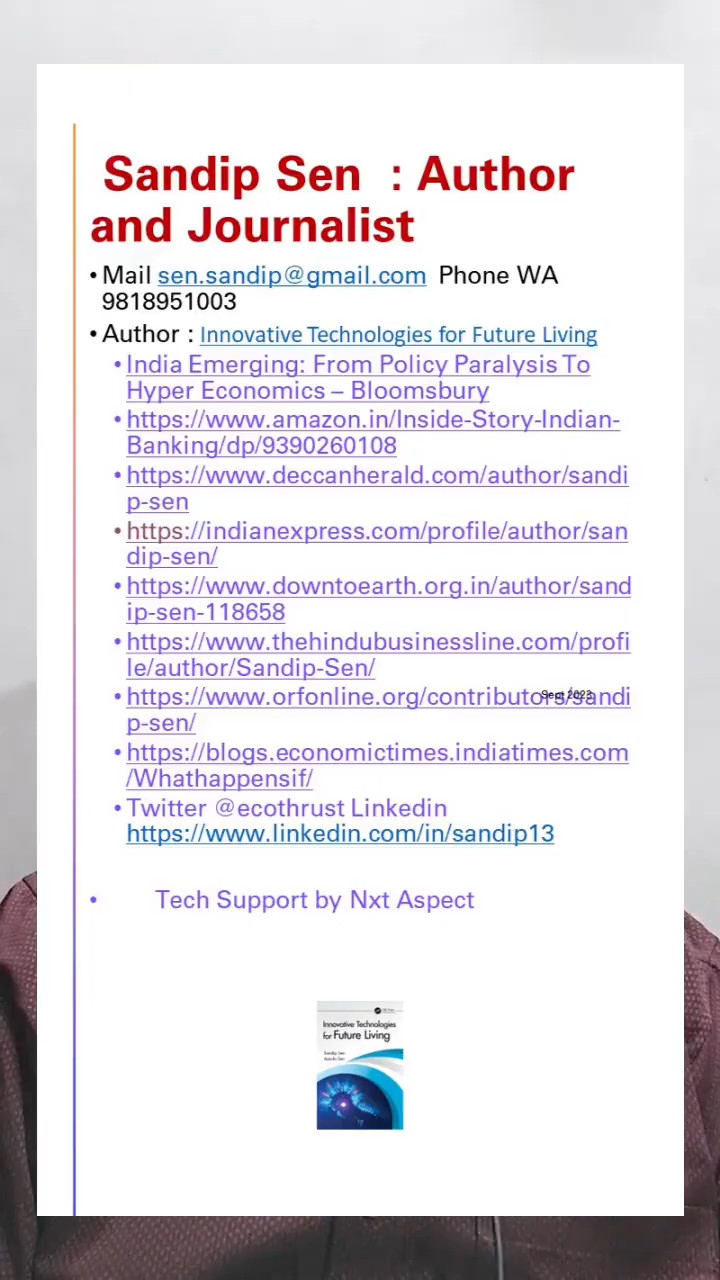 Sandip Sen : Author
and Journalist
• Mail sen.sandip@gmail.com Phone WA
9818951003
• Author : Innovative Technologies for Future Living
• India Emerging: From Policy Paralysis To
Hyper Economics – Bloomsbury
• https://www.amazon.in/Inside-Story-Indian-
Banking/dp/9390260108
• https://www.deccanherald.com/author/sandi
p-sen
• https://indianexpress.com/profile/author/san
dip-sen/
• https://www.downtoearth.org.in/author/sand
ip-sen-118658
• https://www.thehindubusinessline.com/profi
le/author/Sandip-Sen/
• https://www.orfonline.org/contributors/sandi
p-sen/
Sept 2023
• https://blogs.economictimes.indiatimes.com
/Whathappensif/
• Twitter @ecothrust Linkedin
https://www.linkedin.com/in/sandip13
• Tech Support by Nxt Aspect
Innovative Technologies
for Future Living
Sandip Sen